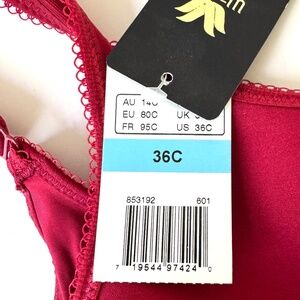 AU 14C
EU 80C UK
FR 95C US 36C
36C
853192 601
7 19544 97424 0